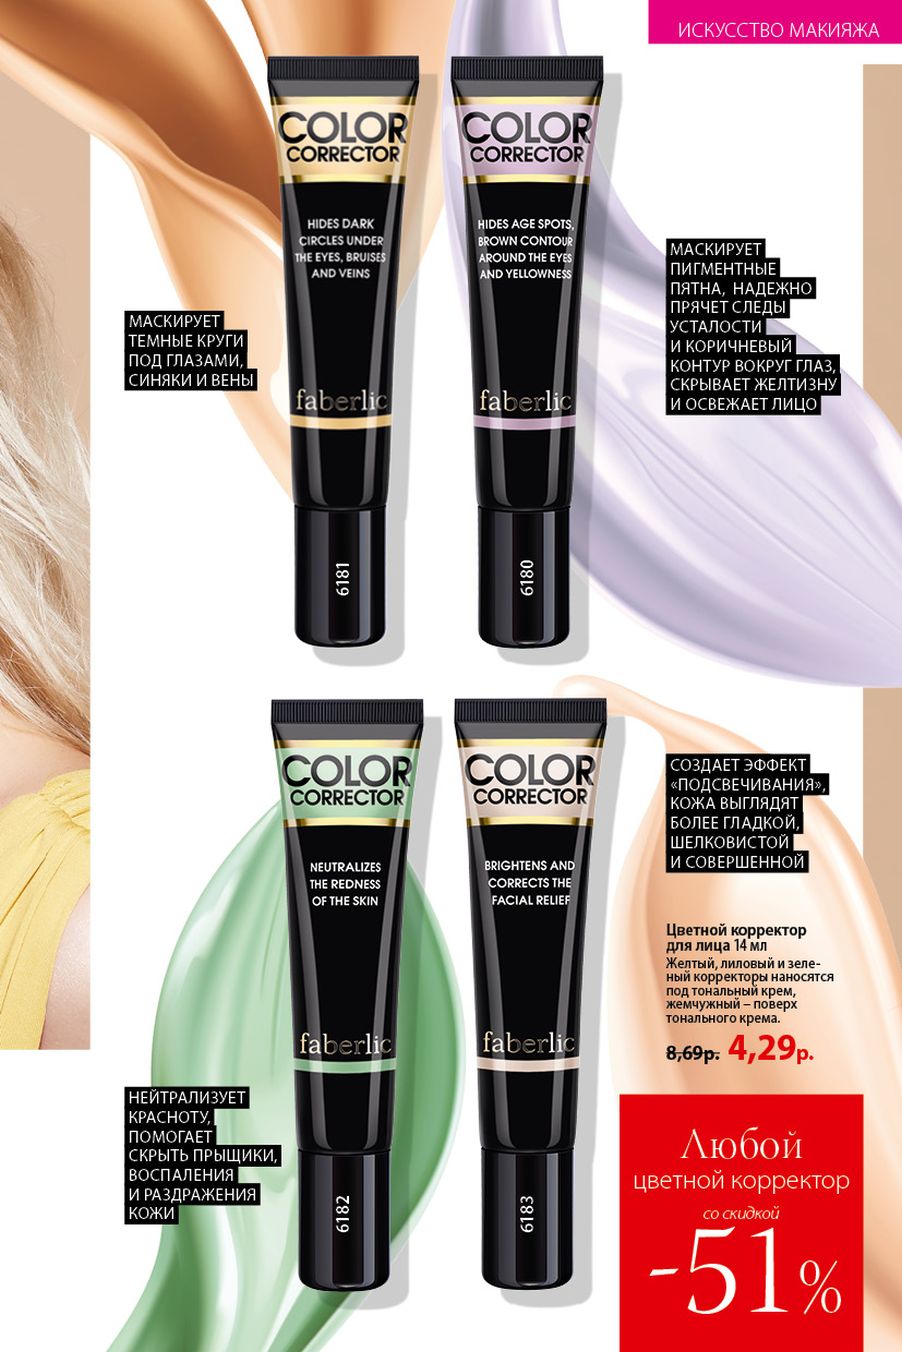 ИСКУССТВО МАКИЯЖА
COLOR
CORRECTOR
HIDES DARK
CIRCLES UNDER
THE EYES, BRUISES
AND VEINS
faberlic
6181
МАСКИРУЕТ
ТЕМНЫЕ КРУГИ
ПОД ГЛАЗАМИ,
СИНЯКИ И ВЕНЫ
COLOR
CORRECTOR
HIDES AGE SPOTS,
BROWN CONTOUR
AROUND THE EYES
AND YELLOWNESS
faberlic
6180
МАСКИРУЕТ
ПИГМЕНТНЫЕ
ПЯТНА, НАДЕЖНО
ПРЯЧЕТ СЛЕДЫ
УСТАЛОСТИ
И КОРИЧНЕВЫЙ
КОНТУР ВОКРУГ ГЛАЗ,
СКРЫВАЕТ ЖЕЛТИЗНУ
И ОСВЕЖАЕТ ЛИЦО
COLOR
CORRECTOR
NEUTRALIZES
THE REDNESS
OF THE SKIN
faberlic
6182
НЕЙТРАЛИЗУЕТ
КРАСНОТУ,
ПОМОГАЕТ
СКРЫТЬ ПРЫЩИКИ,
ВОСПАЛЕНИЯ
И РАЗДРАЖЕНИЯ
КОЖИ
COLOR
CORRECTOR
BRIGHTENS AND
CORRECTS THE
FACIAL RELIEF
faberlic
6183
СОЗДАЕТ ЭФФЕКТ
«ПОДСВЕЧИВАНИЯ»,
КОЖА ВЫГЛЯДЯТ
БОЛЕЕ ГЛАДКОЙ,
ШЕЛКОВИСТОЙ
И СОВЕРШЕННОЙ
Цветной корректор
для лица 14 мл
Желтый, лиловый и зеле-
ный корректоры наносятся
под тональный крем,
жемчужный – поверх
тонального крема.
8,69р. 4,29р.
Любой
цветной корректор
со скидкой
-51%